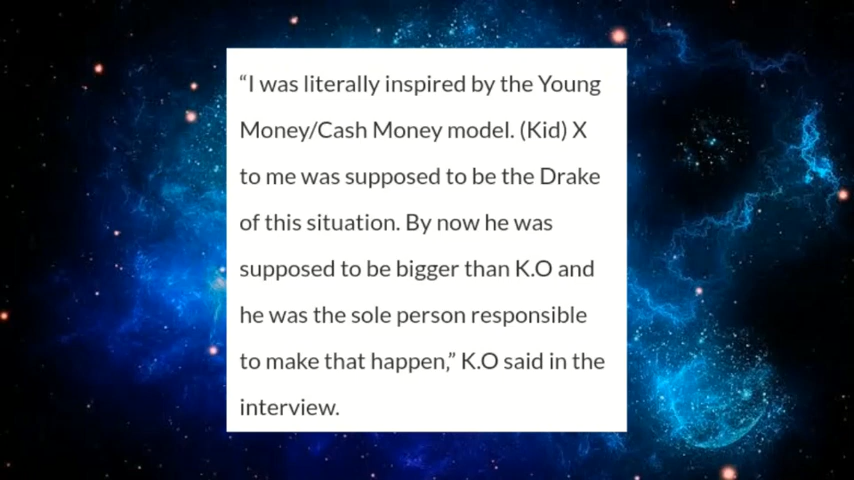 “I was literally inspired by the Young
Money/Cash Money model. (Kid) X
to me was supposed to be the Drake
of this situation. By now he was
supposed to be bigger than K.O and
he was the sole person responsible
to make that happen,” K.O said in the
interview.